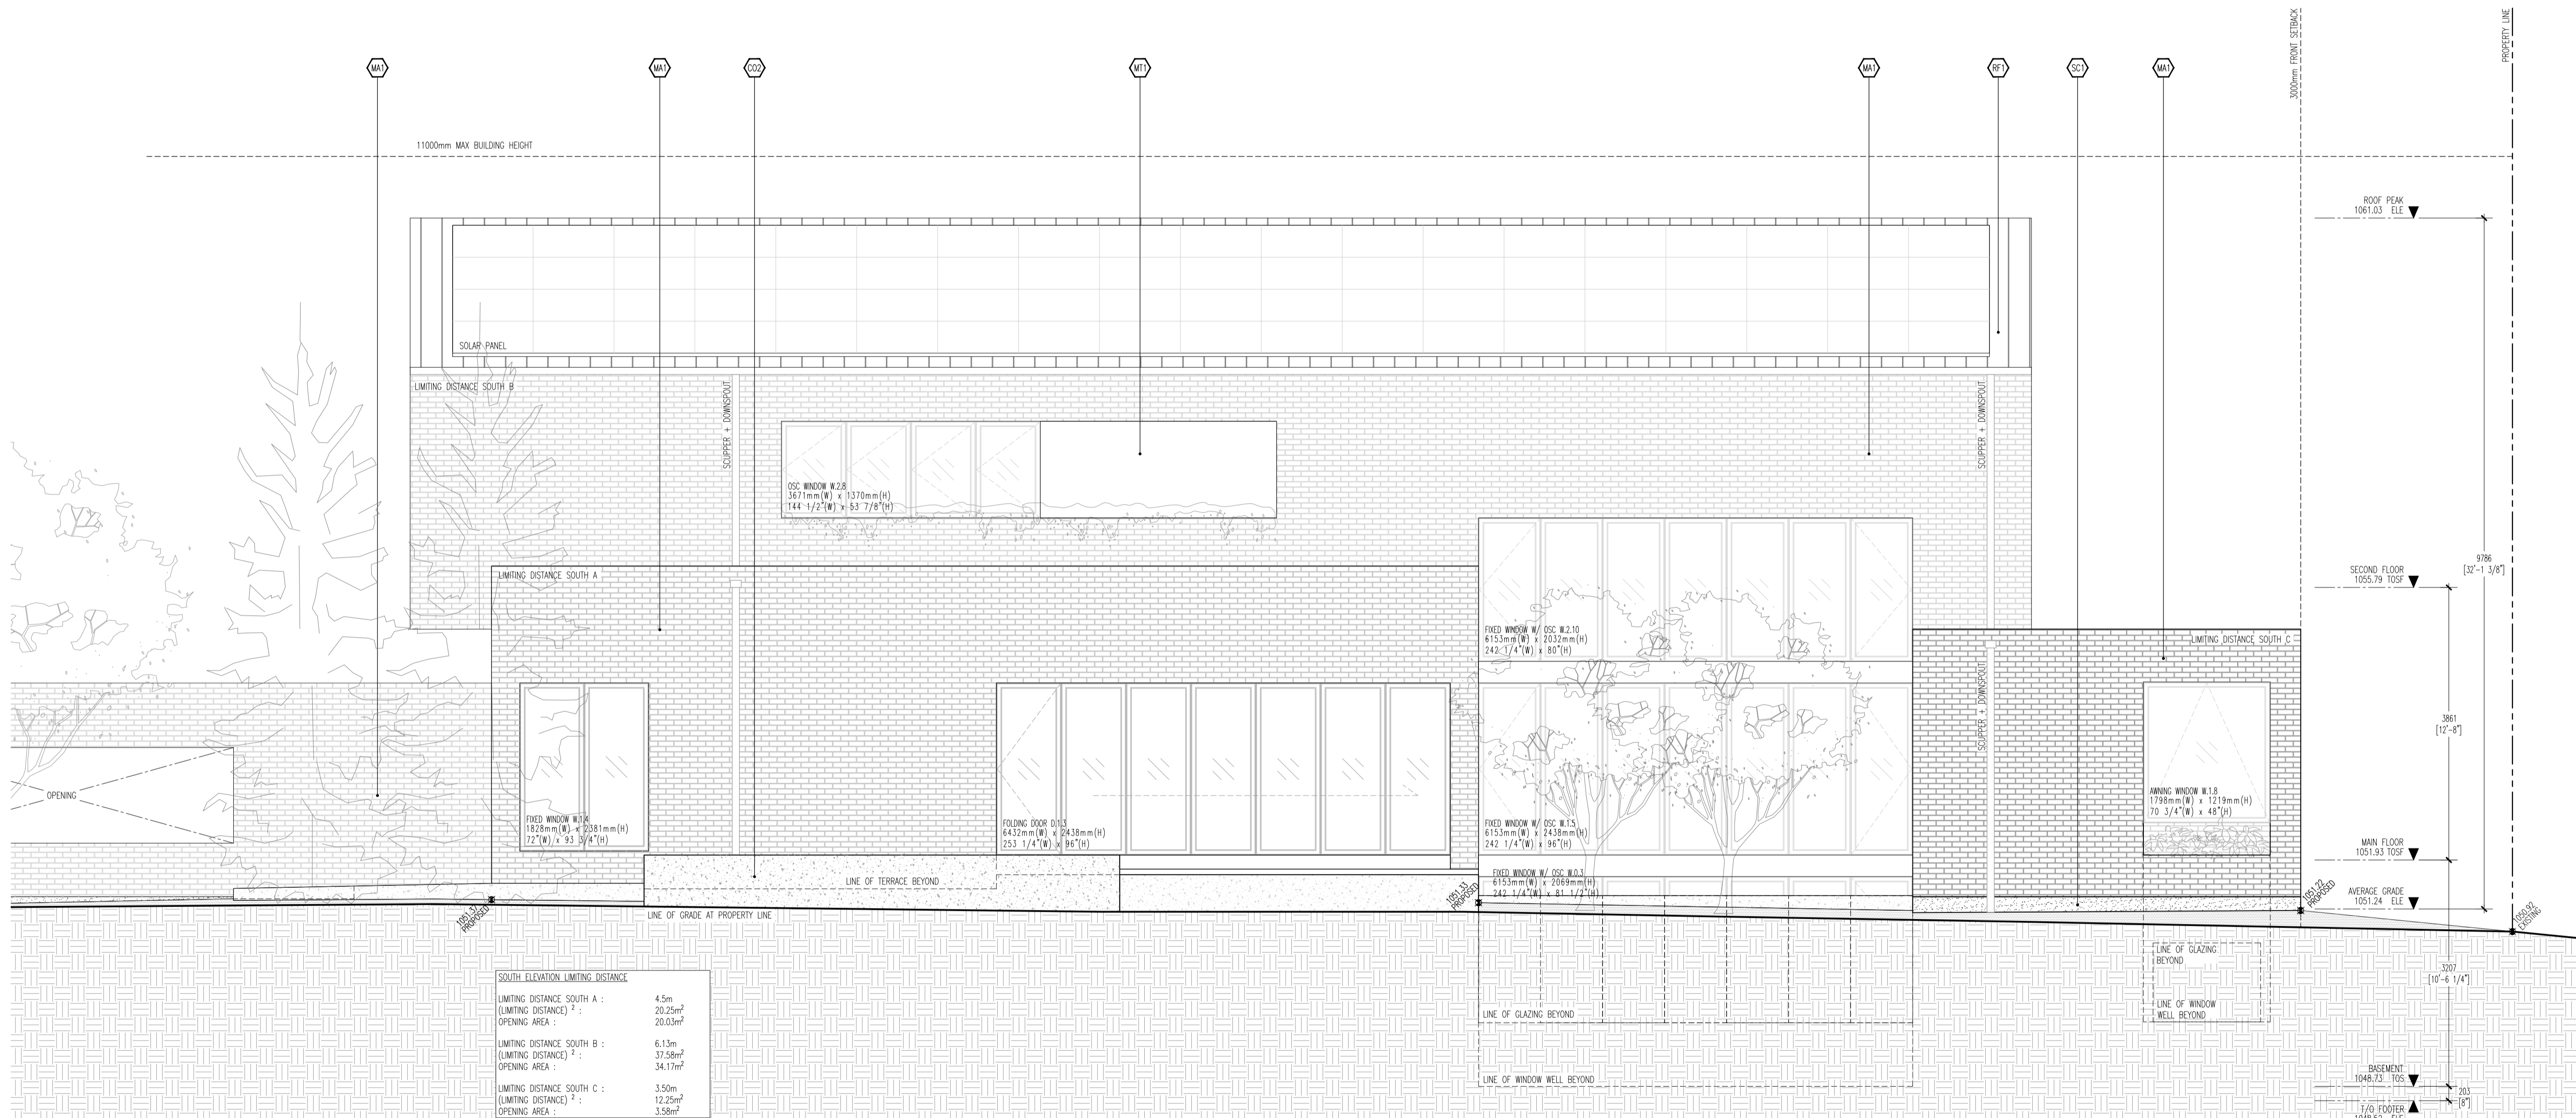 3000mm FRONT SETBACK
PROPERTY LINE
MA1
MA1
CO2
MT1
MA1
RF1
SC1
MA1
11000mm MAX BUILDING HEIGHT
ROOF PEAK
1061.03 ELE
SOLAR PANEL
LIMITING DISTANCE SOUTH B
SCUPPER + DOWNSPOUT
SCUPPER + DOWNSPOUT
OSC WINDOW W.2.8
3671mm(W) x 1370mm(H)
144 1/2"(W) x 53 7/8"(H)
9786
[32'-1 3/8"]
SECOND FLOOR
1055.79 TOSF
LIMITING DISTANCE SOUTH A
FIXED WINDOW W/ OSC W.2.10
6153mm(W) x 2032mm(H)
242 1/4"(W) x 80"(H)
LIMITING DISTANCE SOUTH C
SCUPPER + DOWNSPOUT
3861
[12'-8"]
OPENING
AWNING WINDOW W.1.8
1798mm(W) x 1219mm(H)
70 3/4"(W) x 48"(H)
FIXED WINDOW W.1.4
1828mm(W) x 2381mm(H)
72"(W) x 93 3/4"(H)
FOLDING DOOR D.1.3
6432mm(W) x 2438mm(H)
253 1/4"(W) x 96"(H)
FIXED WINDOW W/ OSC W.1.5
6153mm(W) x 2438mm(H)
242 1/4"(W) x 96"(H)
MAIN FLOOR
1051.93 TOSF
FIXED WINDOW W/ OSC W.0.3
6153mm(W) x 2069mm(H)
242 1/4"(W) x 81 1/2"(H)
LINE OF TERRACE BEYOND
AVERAGE GRADE
1051.24 ELE
1051.37
PROPOSED
LINE OF GRADE AT PROPERTY LINE
1051.33
PROPOSED
1051.22
PROPOSED
1050.92
EXISTING
LINE OF GLAZING
BEYOND
3207
[10'-6 1/4"]
SOUTH ELEVATION LIMITING DISTANCE
LIMITING DISTANCE SOUTH A : 4.5m
(LIMITING DISTANCE) 2 : 20.25m2
OPENING AREA : 20.03m2
LIMITING DISTANCE SOUTH B : 6.13m
(LIMITING DISTANCE) 2 : 37.58m2
OPENING AREA : 34.17m2
LIMITING DISTANCE SOUTH C : 3.50m
(LIMITING DISTANCE) 2 : 12.25m2
OPENING AREA : 3.58m2
LINE OF WINDOW
WELL BEYOND
LINE OF GLAZING BEYOND
LINE OF WINDOW WELL BEYOND
BASEMENT
1048.73 TOS
203
[8"]
T/O FOOTER